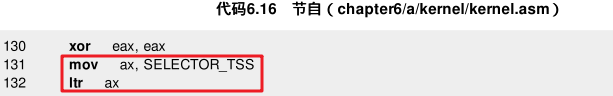 代码6.16 节自（chapter6/a/kernel/kernel.asm）
130 xor eax, eax
131 mov ax, SELECTOR_TSS
132 ltr ax